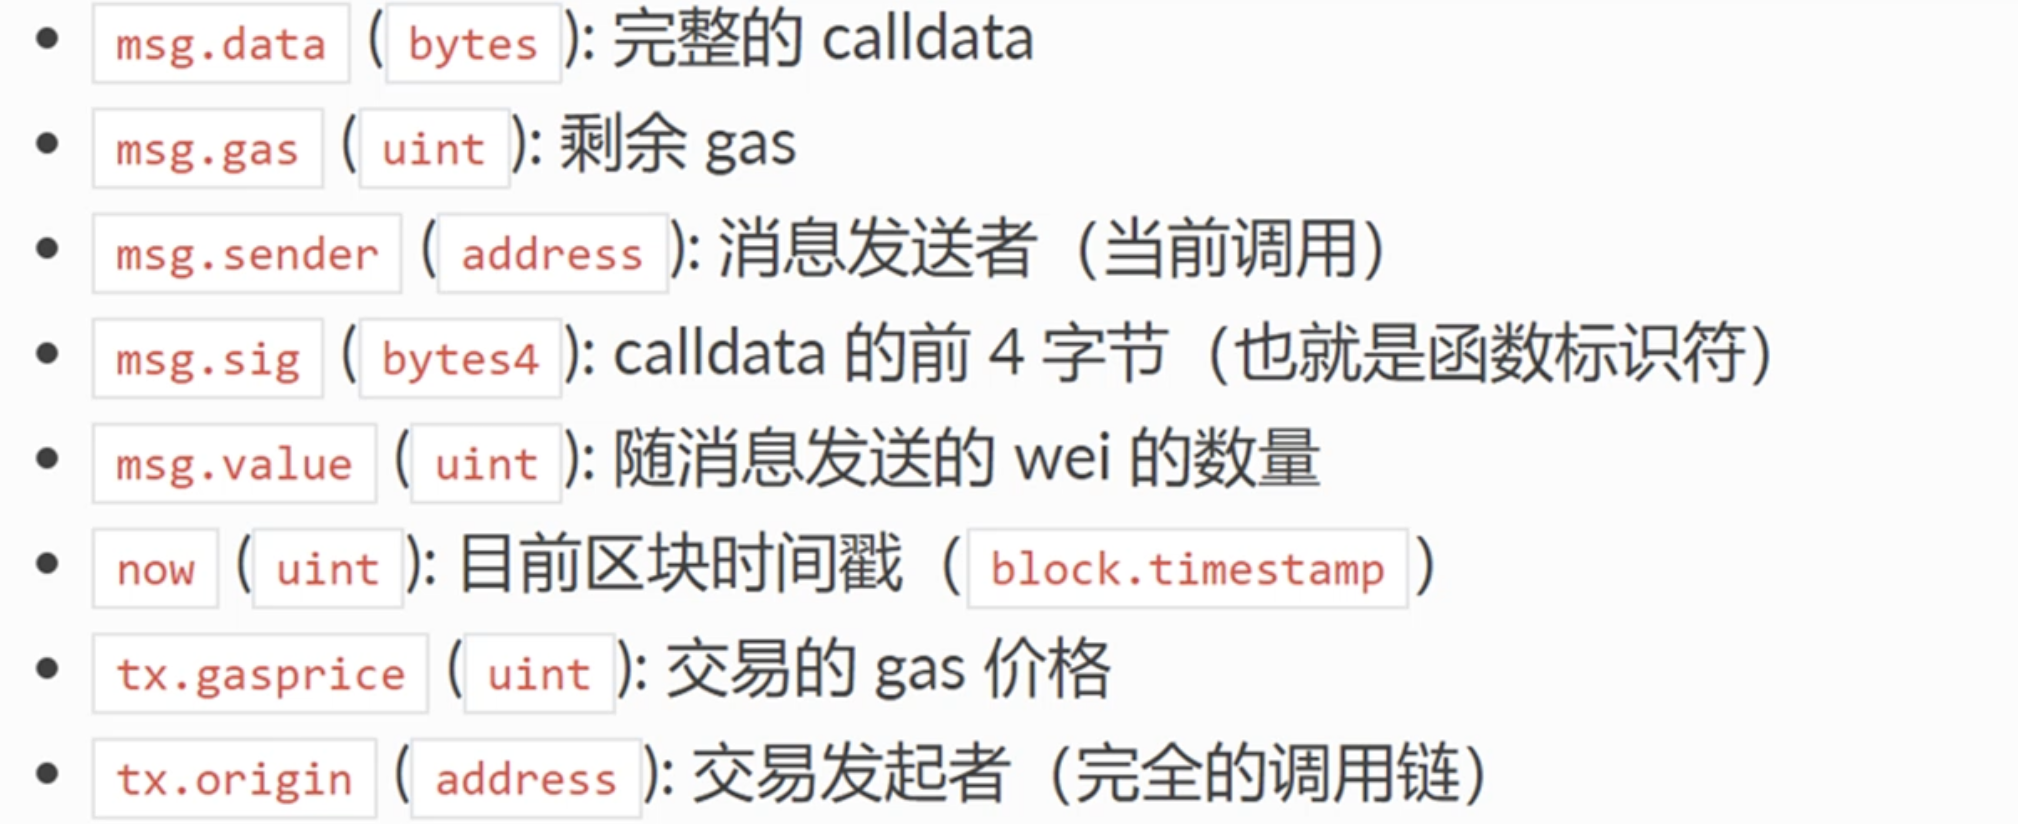 • msg.data (bytes): 完整的 calldata
• msg.gas (uint): 剩余 gas
• msg.sender (address): 消息发送者（当前调用）
• msg.sig (bytes4): calldata 的前 4 字节（也就是函数标识符）
• msg.value (uint): 随消息发送的 wei 的数量
• now (uint): 目前区块时间戳（block.timestamp）
• tx.gasprice (uint): 交易的 gas 价格
• tx.origin (address): 交易发起者（完全的调用链）